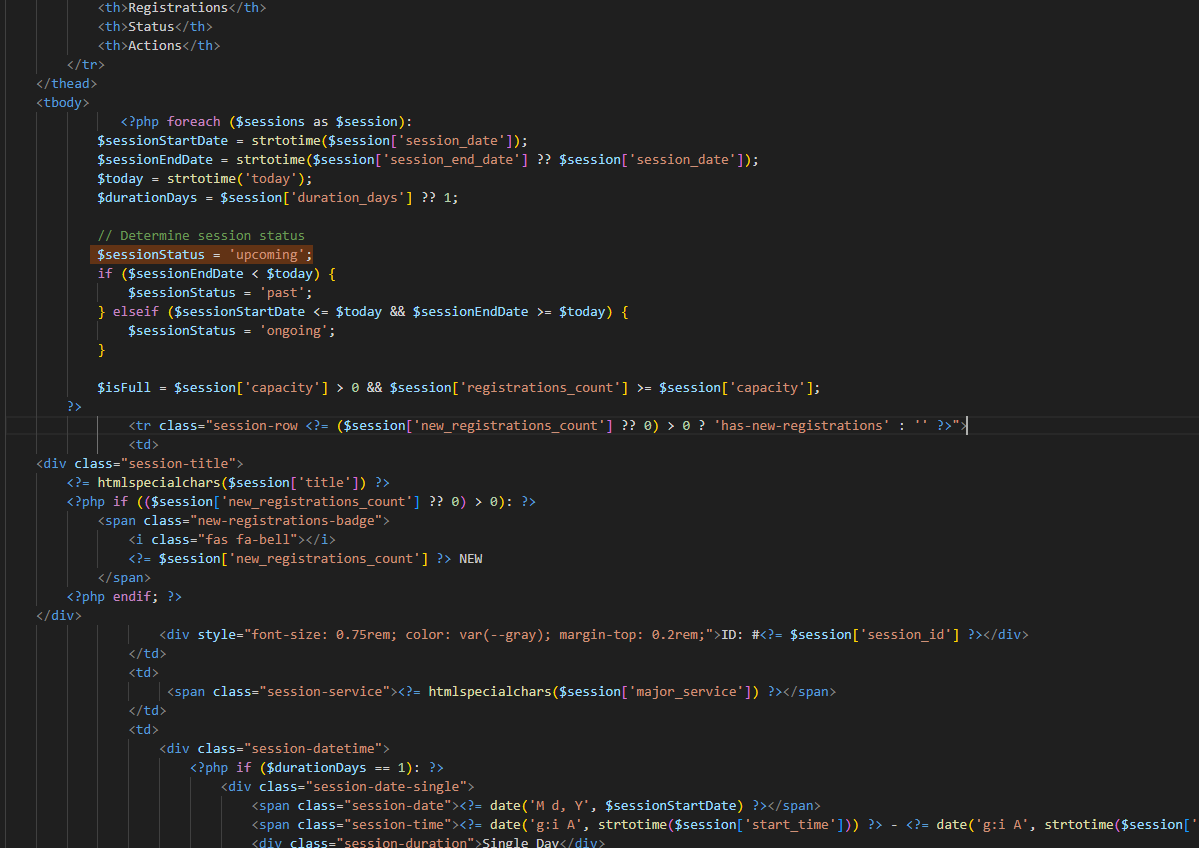 <th>Registrations</th>
<th>Status</th>
<th>Actions</th>
</tr>
</thead>
<tbody>
<?php foreach ($sessions as $session):
$sessionStartDate = strtotime($session['session_date']);
$sessionEndDate = strtotime($session['session_end_date'] ?? $session['session_date']);
$today = strtotime('today');
$durationDays = $session['duration_days'] ?? 1;
// Determine session status
$sessionStatus = 'upcoming';
if ($sessionEndDate < $today) {
$sessionStatus = 'past';
} elseif ($sessionStartDate <= $today && $sessionEndDate >= $today) {
$sessionStatus = 'ongoing';
}
$isFull = $session['capacity'] > 0 && $session['registrations_count'] >= $session['capacity'];
?>
<tr class="session-row <?= ($session['new_registrations_count'] ?? 0) > 0 ? 'has-new-registrations' : '' ?>">
<td>
<div class="session-title">
<?= htmlspecialchars($session['title']) ?>
<?php if (($session['new_registrations_count'] ?? 0) > 0): ?>
<span class="new-registrations-badge">
<i class="fas fa-bell"></i>
<?= $session['new_registrations_count'] ?> NEW
</span>
<?php endif; ?>
</div>
<div style="font-size: 0.75rem; color: var(--gray); margin-top: 0.2rem;">ID: #<?= $session['session_id'] ?></div>
</td>
<td>
<span class="session-service"><?= htmlspecialchars($session['major_service']) ?></span>
</td>
<td>
<div class="session-datetime">
<?php if ($durationDays == 1): ?>
<div class="session-date-single">
<span class="session-date"><?= date('M d, Y', $sessionStartDate) ?></span>
<span class="session-time"><?= date('g:i A', strtotime($session['start_time'])) ?> - <?= date('g:i A', strtotime($session['
<div class="session-duration">Single Day</div>